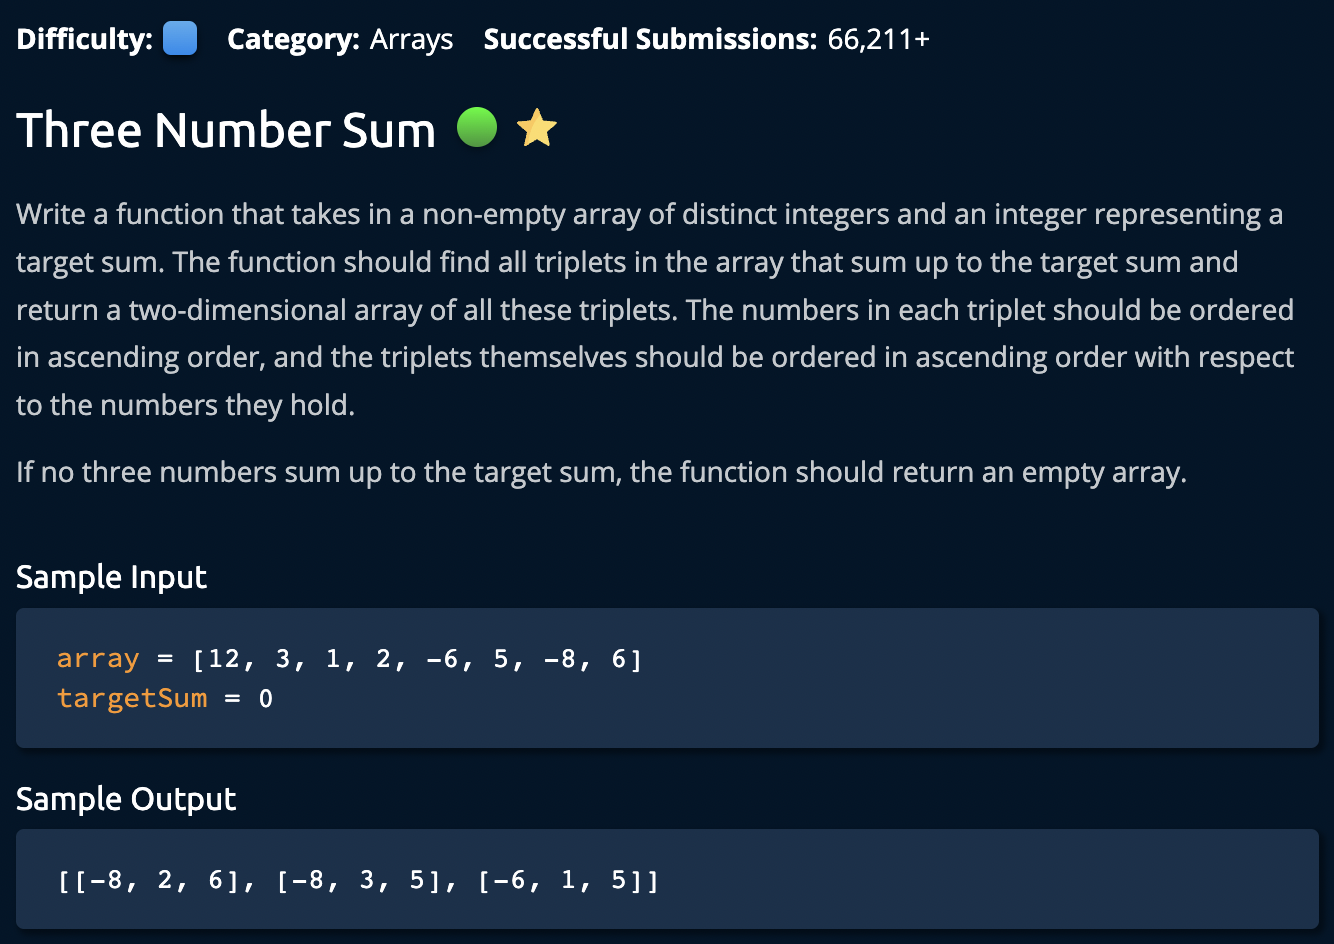 Difficulty: Category: Arrays Successful Submissions: 66,211+
Three Number Sum
Write a function that takes in a non-empty array of distinct integers and an integer representing a
target sum. The function should find all triplets in the array that sum up to the target sum and
return a two-dimensional array of all these triplets. The numbers in each triplet should be ordered
in ascending order, and the triplets themselves should be ordered in ascending order with respect
to the numbers they hold.
If no three numbers sum up to the target sum, the function should return an empty array.
Sample Input
array = [12, 3, 1, 2, -6, 5, -8, 6]
targetSum = 0
Sample Output
[[-8, 2, 6], [-8, 3, 5], [-6, 1, 5]]